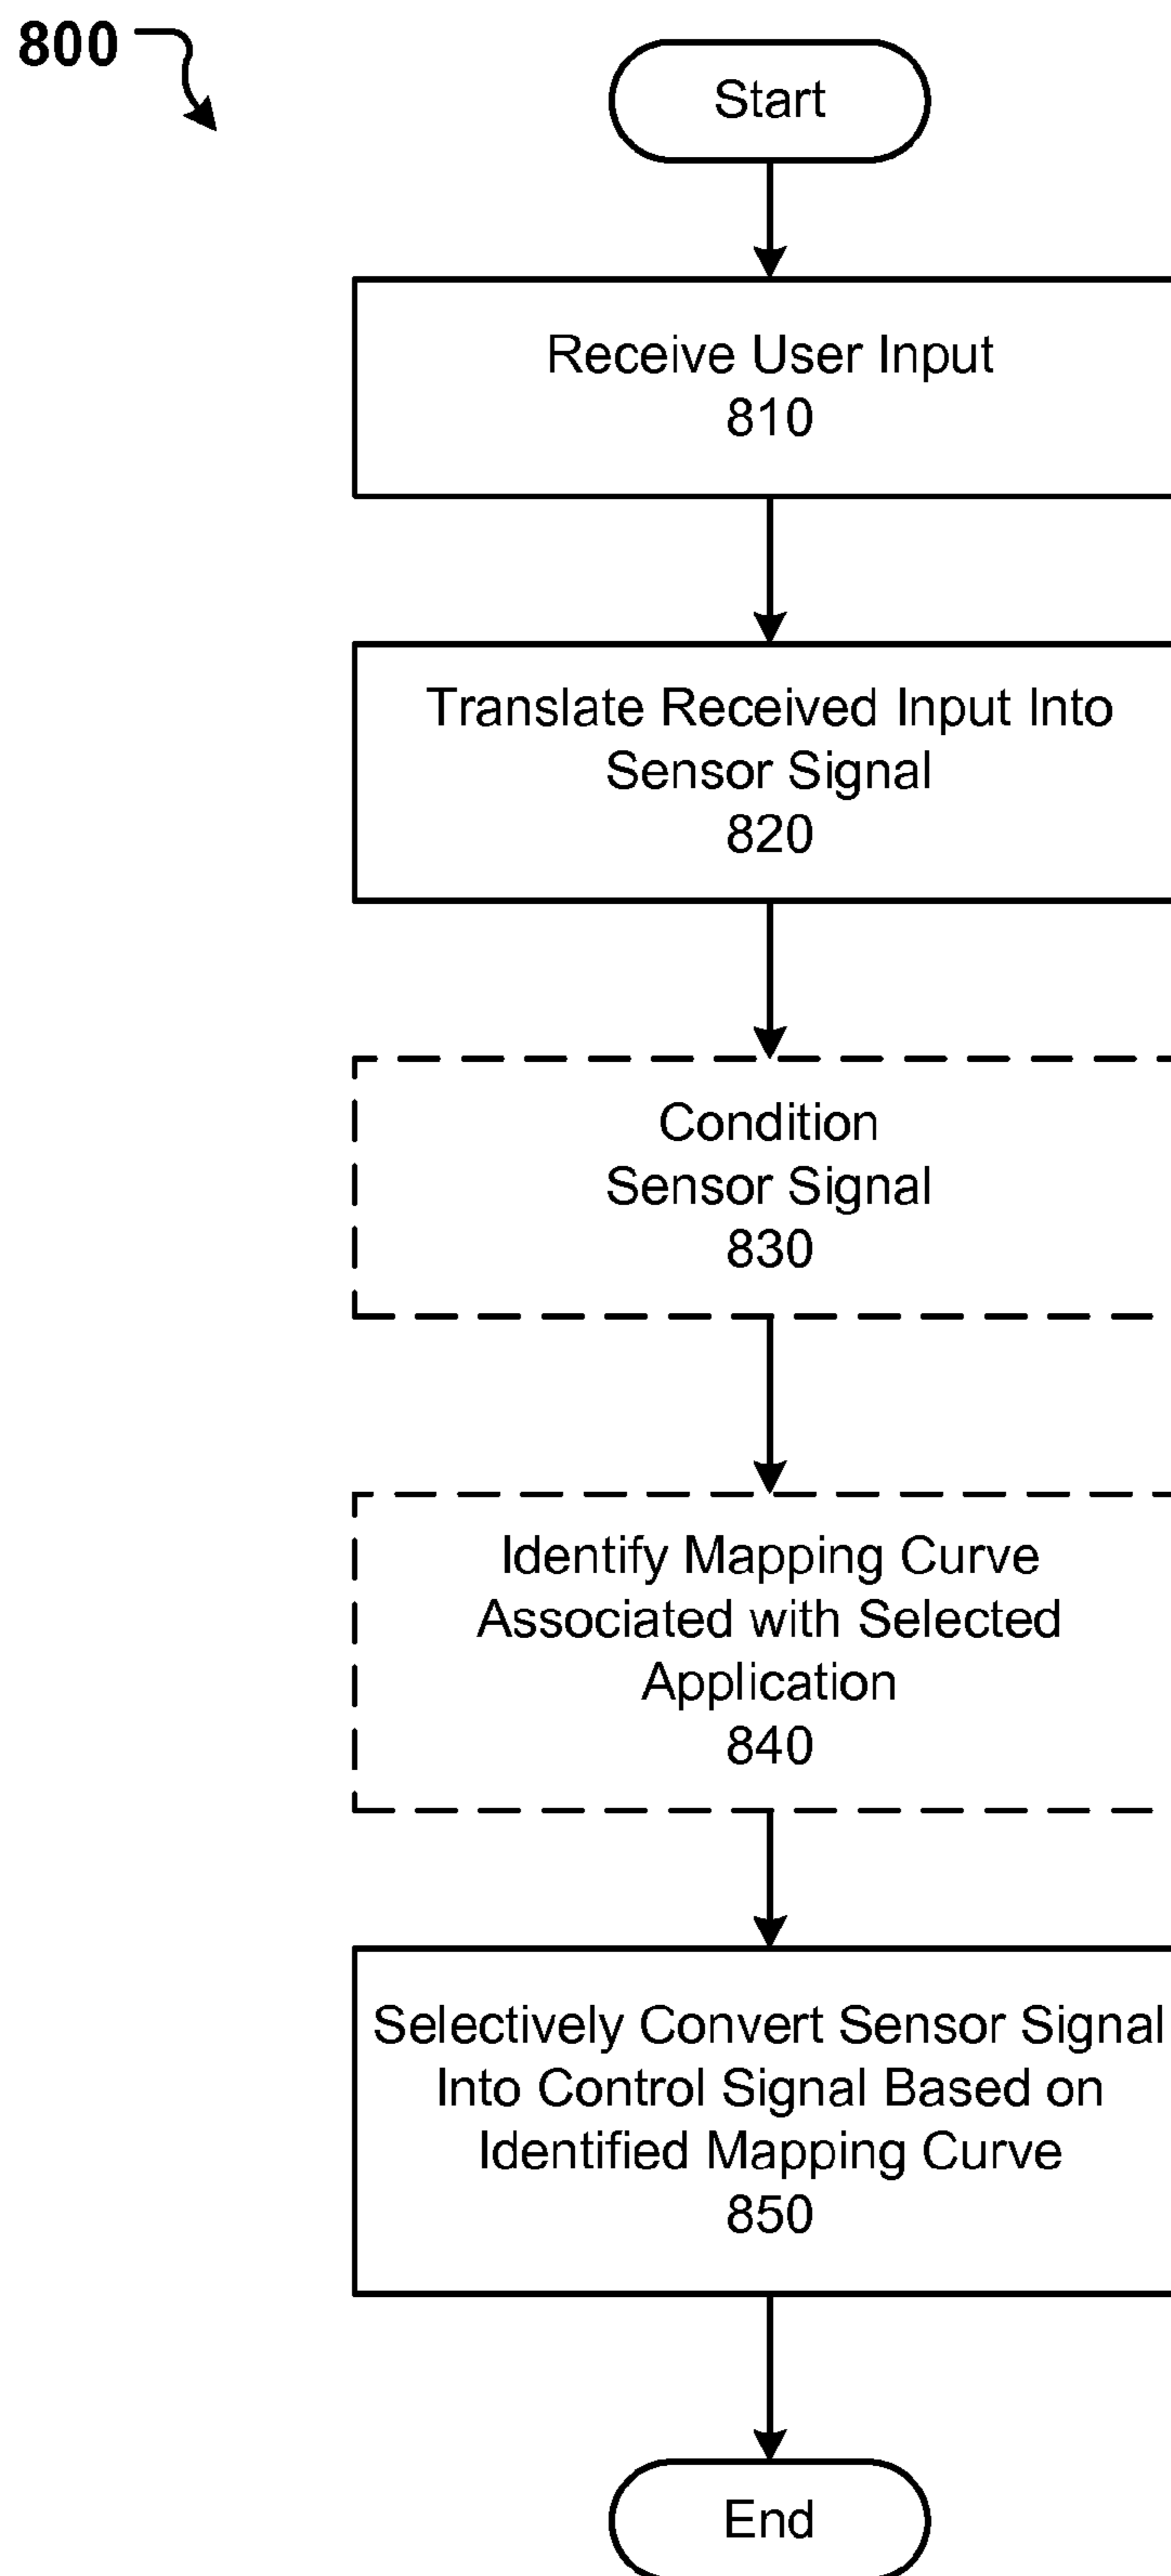 800
Start
Receive User Input
810
Translate Received Input Into
Sensor Signal
820
Condition
Sensor Signal
830
Identify Mapping Curve
Associated with Selected
Application
840
Selectively Convert Sensor Signal
Into Control Signal Based on
Identified Mapping Curve
850
End